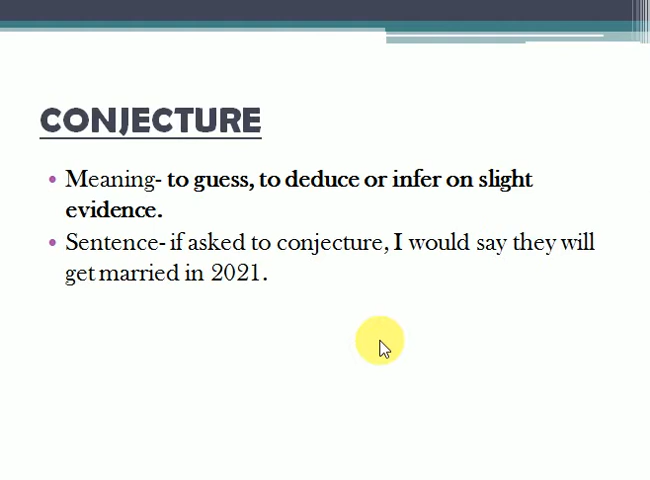 CONJECTURE
• Meaning- to guess, to deduce or infer on slight
evidence.
• Sentence- if asked to conjecture, I would say they will
get married in 2021.